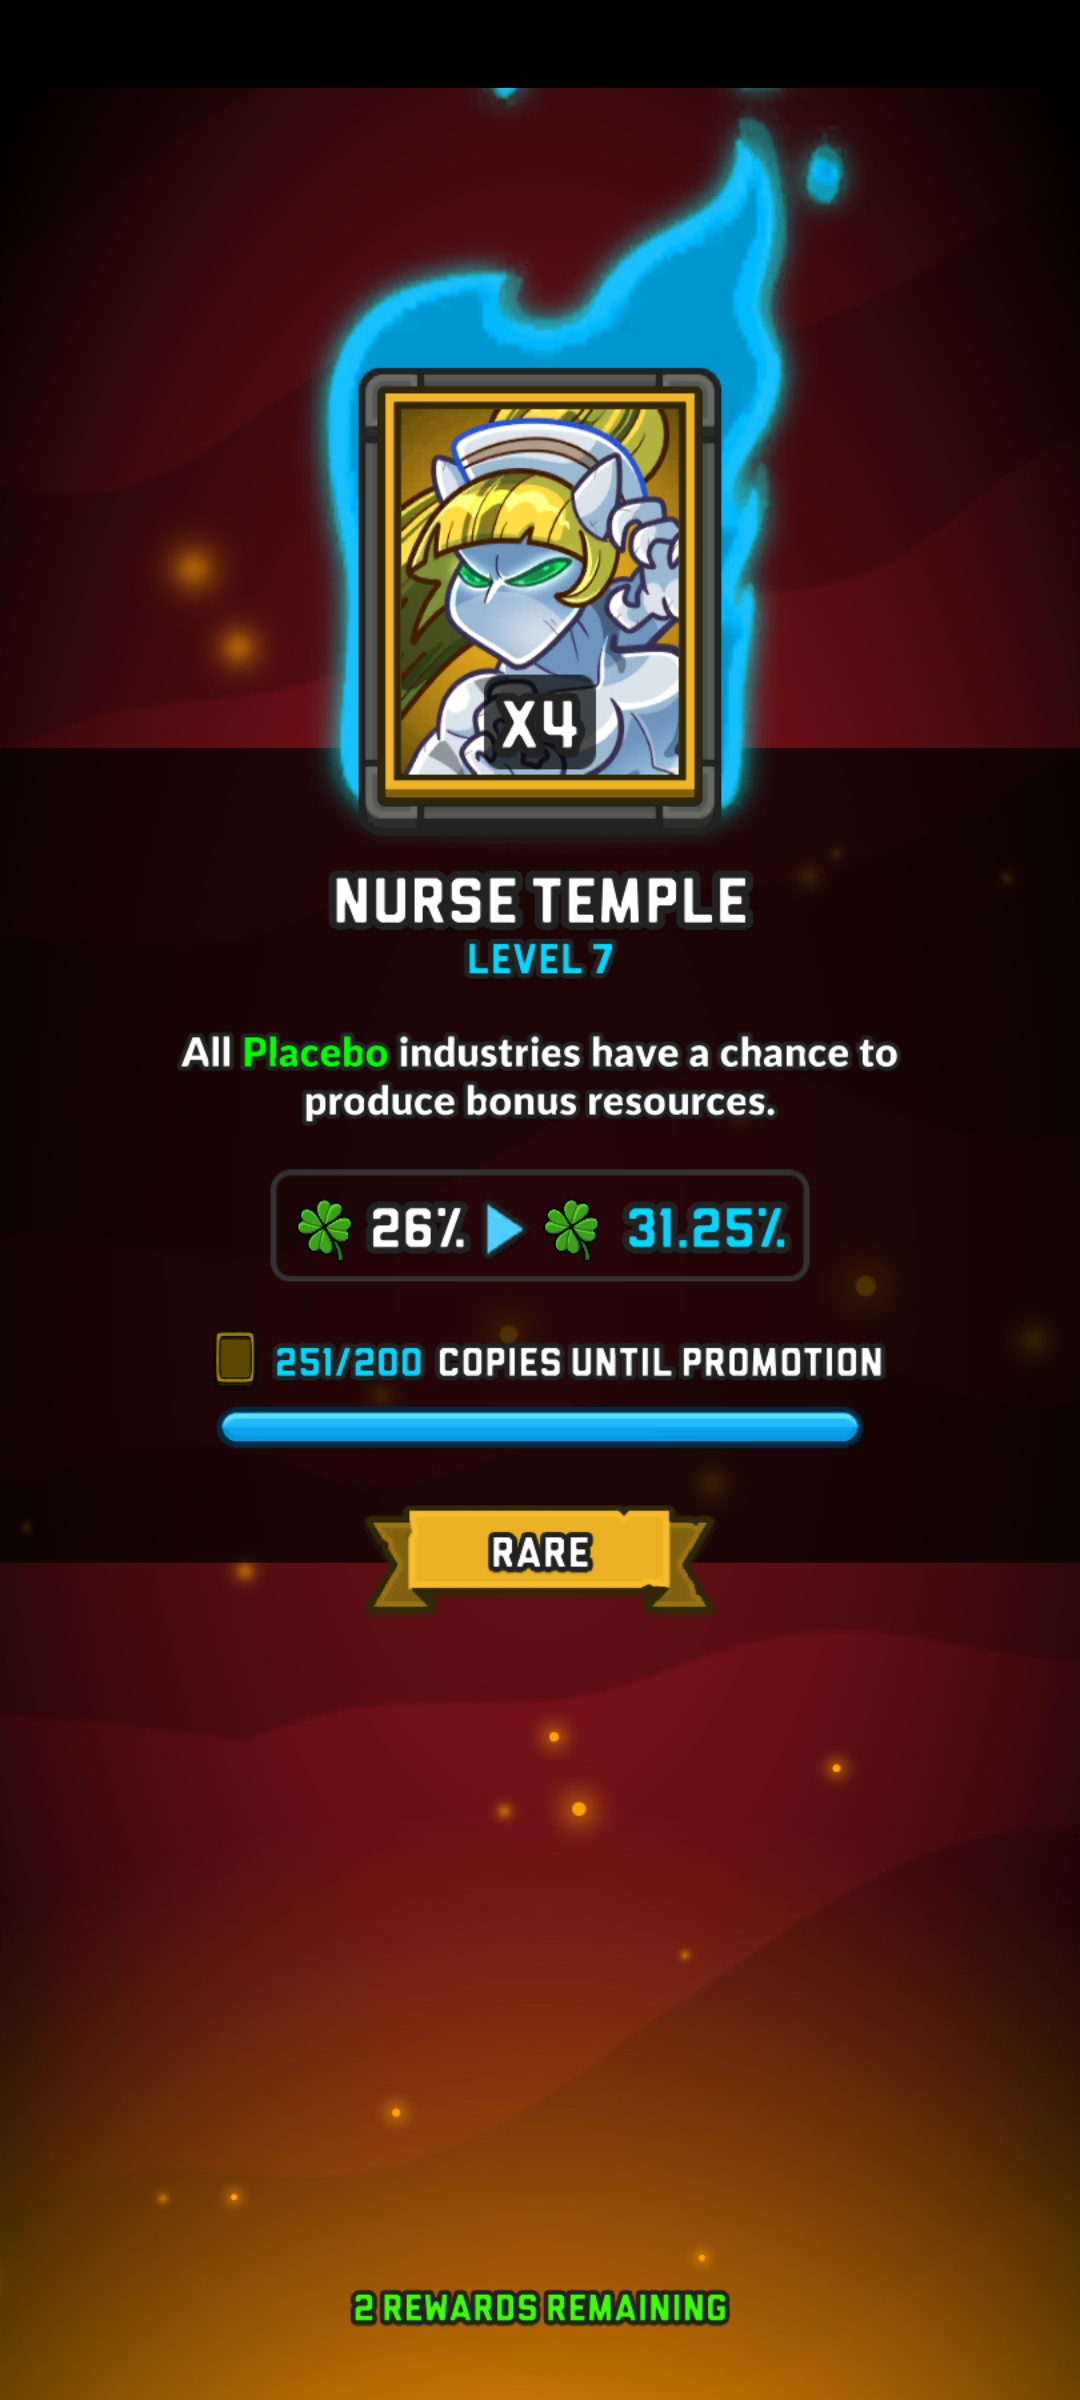 X4
NURSE TEMPLE
LEVEL 7
All Placebo industries have a chance to
produce bonus resources.
26% 31.25%
251/200 COPIES UNTIL PROMOTION
RARE
2 REWARDS REMAINING